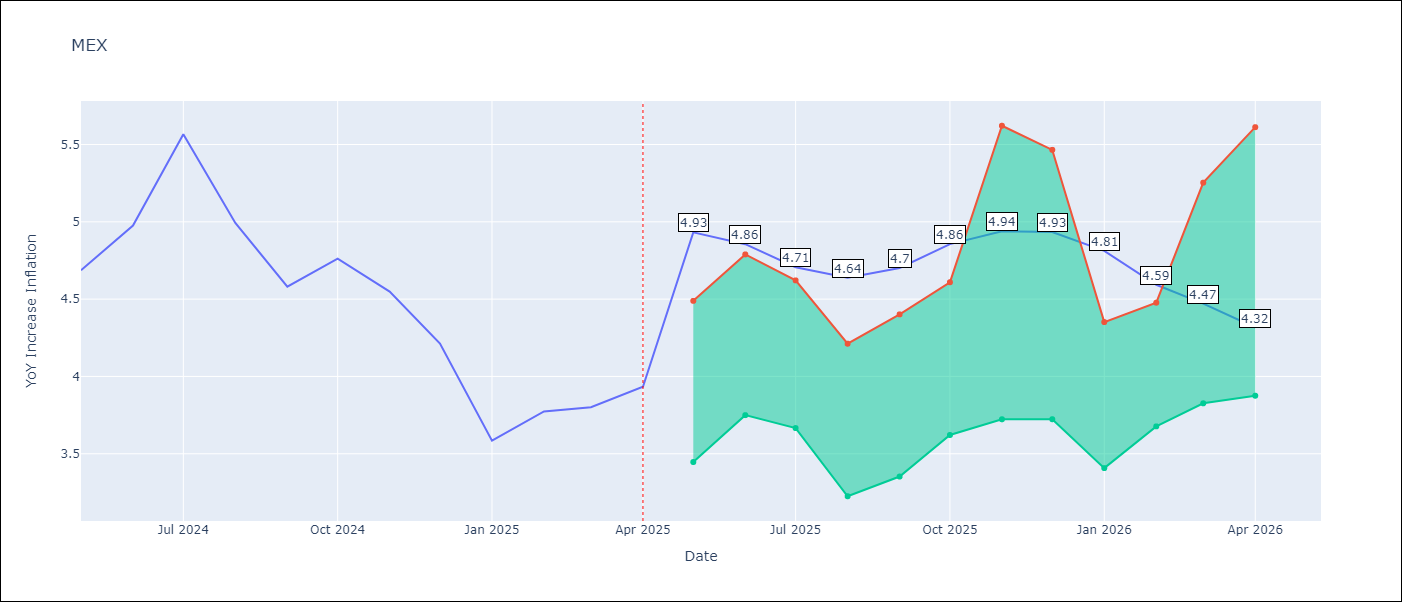 MEX
YoY Increase Inflation
5.5
5
4.5
4
3.5
4.93
4.86
4.71
4.64
4.7
4.86
4.94
4.93
4.81
4.59
4.47
4.32
Jul 2024
Oct 2024
Jan 2025
Apr 2025
Jul 2025
Oct 2025
Jan 2026
Apr 2026
Date